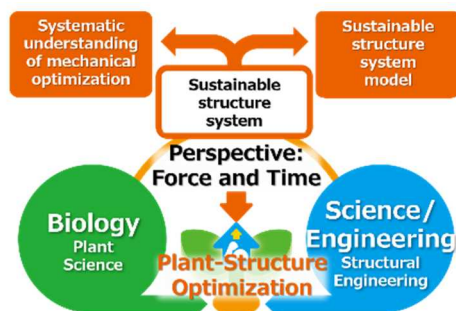 Systematic
understanding
of mechanical
optimization
Sustainable
structure
system
model
Sustainable
structure
system
Perspective:
Force and Time
Biology
Plant
Science
Science/
Engineering
Structural
Engineering
Plant-Structure
Optimization